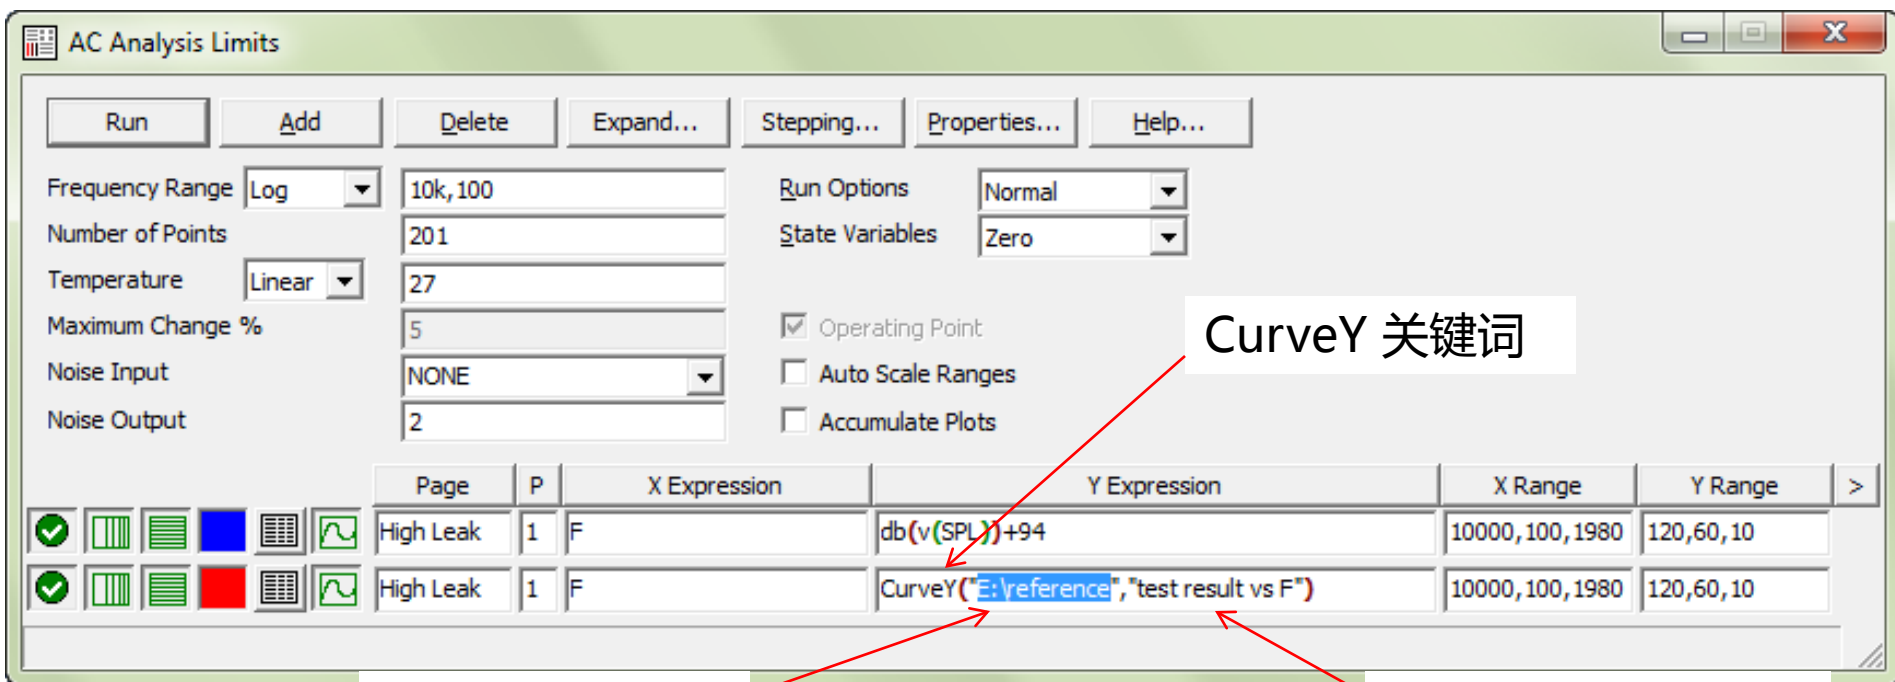 AC Analysis Limits
Run Add Delete Expand... Stepping... Properties... Help...
Frequency Range Log 10k,100 Run Options Normal
Number of Points 201 State Variables Zero
Temperature Linear 27
Maximum Change % 5 Operating Point
CurveY 关键词
Noise Input NONE Auto Scale Ranges
Noise Output 2 Accumulate Plots
Page P X Expression Y Expression X Range Y Range >
High Leak 1 F db(v(SPL))+94 10000,100,1980 120,60,10
High Leak 1 F CurveY("E:\reference","test result vs F") 10000,100,1980 120,60,10